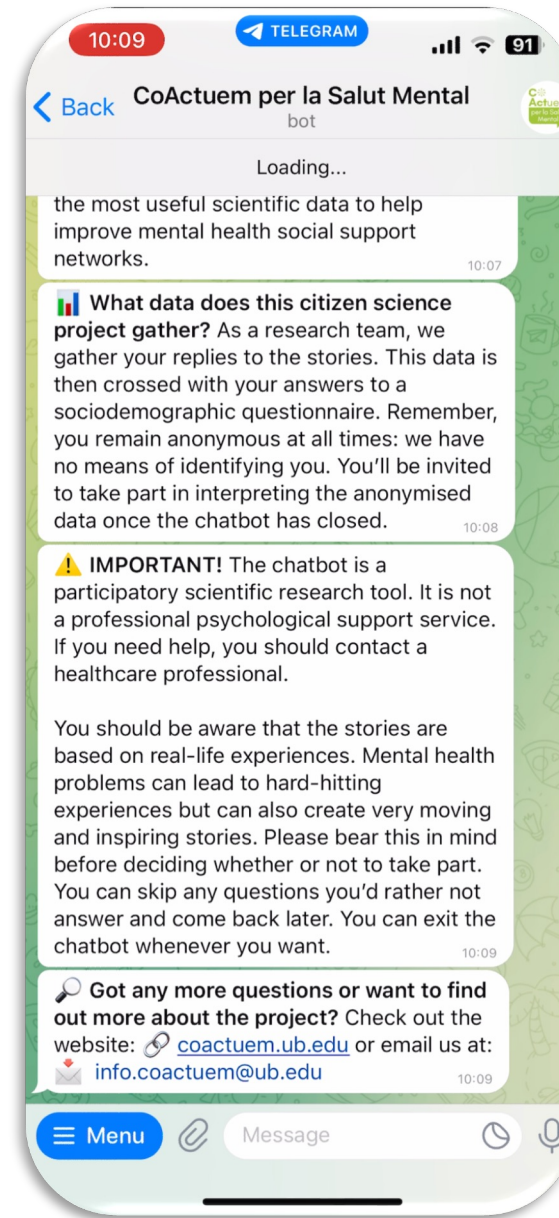 10:09
TELEGRAM
91
Back
CoActuem per la Salut Mental
bot
Loading...
the most useful scientific data to help
improve mental health social support
networks.
10:07
What data does this citizen science
project gather? As a research team, we
gather your replies to the stories. This data is
then crossed with your answers to a
sociodemographic questionnaire. Remember,
you remain anonymous at all times: we have
no means of identifying you. You’ll be invited
to take part in interpreting the anonymised
data once the chatbot has closed.
10:08
IMPORTANT! The chatbot is a
participatory scientific research tool. It is not
a professional psychological support service.
If you need help, you should contact a
healthcare professional.
You should be aware that the stories are
based on real-life experiences. Mental health
problems can lead to hard-hitting
experiences but can also create very moving
and inspiring stories. Please bear this in mind
before deciding whether or not to take part.
You can skip any questions you’d rather not
answer and come back later. You can exit the
chatbot whenever you want.
10:09
Got any more questions or want to find
out more about the project? Check out the
website: coactuem.ub.edu or email us at:
info.coactuem@ub.edu
10:09
Menu
Message